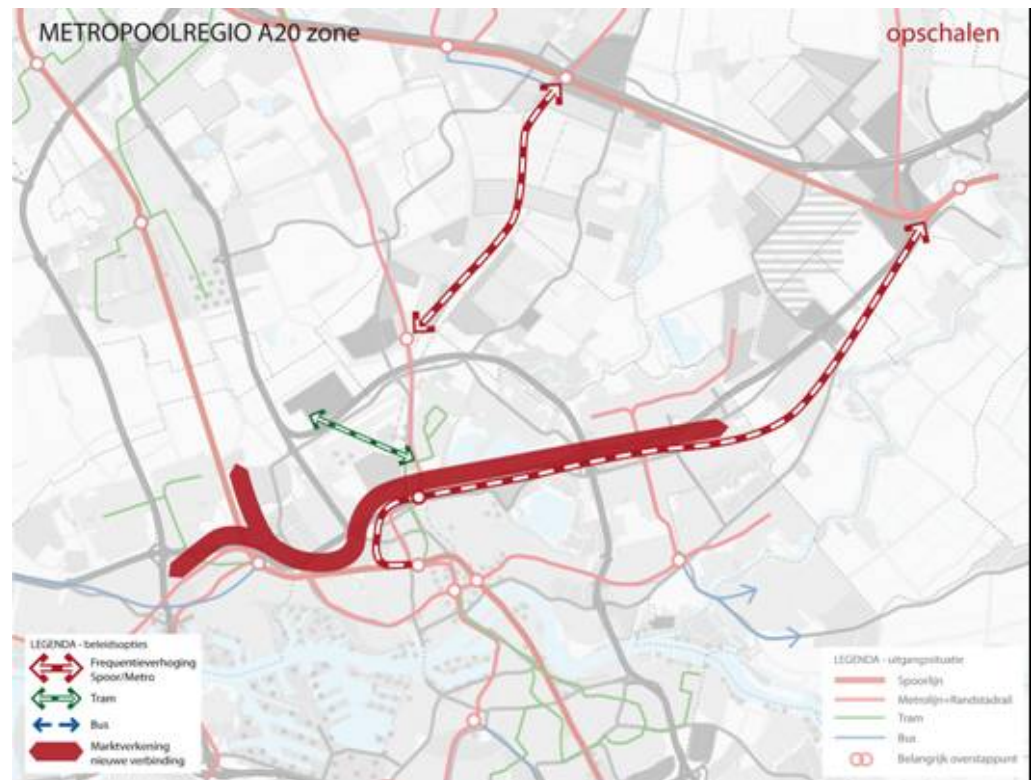 METROPOOLREGIO A20 zone
opschalen
LEGENDA - beleidsopties
Frequentieverhoging
Spoor/Metro
Tram
Bus
Marktverkening
nieuwe verbinding
LEGENDA - uitgangssituatie
Spoorlijn
Metrolijn+Randstadrail
Tram
Bus
Belangrijk overstappunt